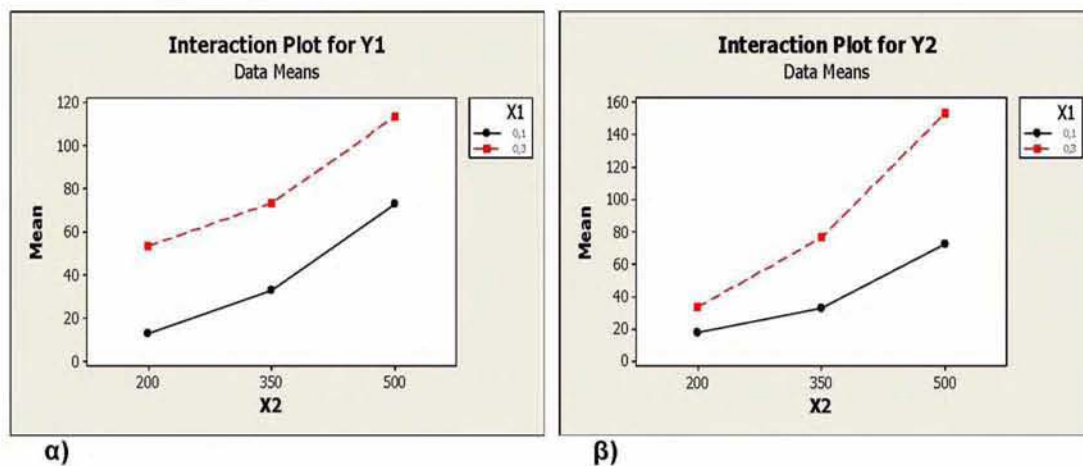 Interaction Plot for Y1
Data Means
120
100
80
60
40
20
0
Mean
200
350
500
X2
X1
0,1
0,3
α)
Interaction Plot for Y2
Data Means
160
140
120
100
80
60
40
20
0
Mean
200
350
500
X2
X1
0,1
0,3
β)